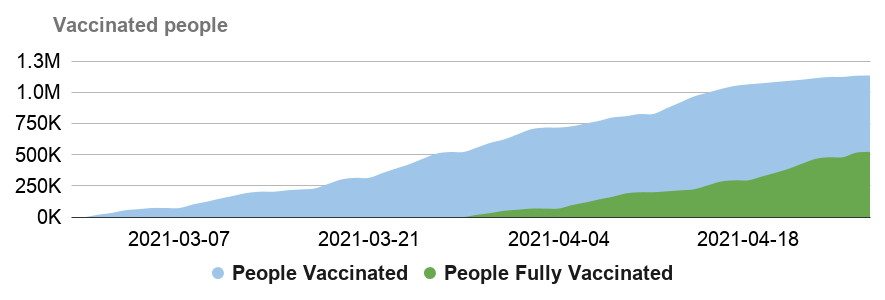 Vaccinated people
1.3M
1.0M
750K
500K
250K
0K
2021-03-07 2021-03-21 2021-04-04 2021-04-18
People Vaccinated People Fully Vaccinated